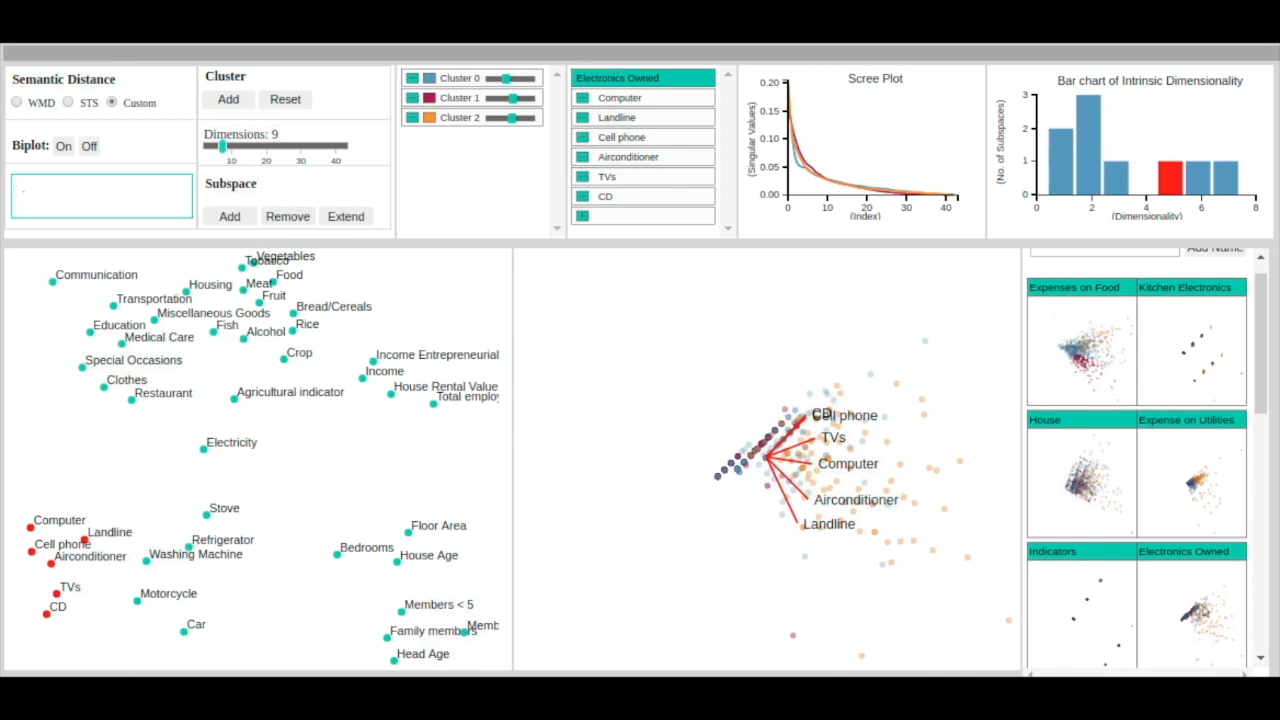 Semantic Distance
WMD STS Custom
Biplot: On Off
Cluster
Add Reset
Dimensions: 9
10 20 30 40
Subspace
Add Remove Extend
Cluster 0
Cluster 1
Cluster 2
Electronics Owned
Computer
Landline
Cell phone
Airconditioner
TVs
CD
Scree Plot
(Singular Values)
0.20
0.15
0.10
0.05
0.00
0 10 20 30 40
(Index)
Bar chart of Intrinsic Dimensionality
(No. of Subspaces)
3
2
1
0
0 2 4 6 8
(Dimensionality)
Vegetables
Tobacco
Communication
Food
Housing
Meat
Transportation
Fruit
Miscellaneous Goods
Bread/Cereals
Education
Fish
Rice
Medical Care
Alcohol
Special Occasions
Crop
Income Entrepreneurial
Income
Clothes
Restaurant
Agricultural indicator
House Rental Value
Total employ
Electricity
Stove
Computer
Landline
Cell phone
Airconditioner
Refrigerator
Washing Machine
TVs
CD
Motorcycle
Car
Floor Area
Bedrooms
House Age
Members < 5
Family members
Memb
Head Age
CD
Cell phone
TVs
Computer
Airconditioner
Landline
Add Name
Expenses on Food Kitchen Electronics
House Expense on Utilities
Indicators Electronics Owned